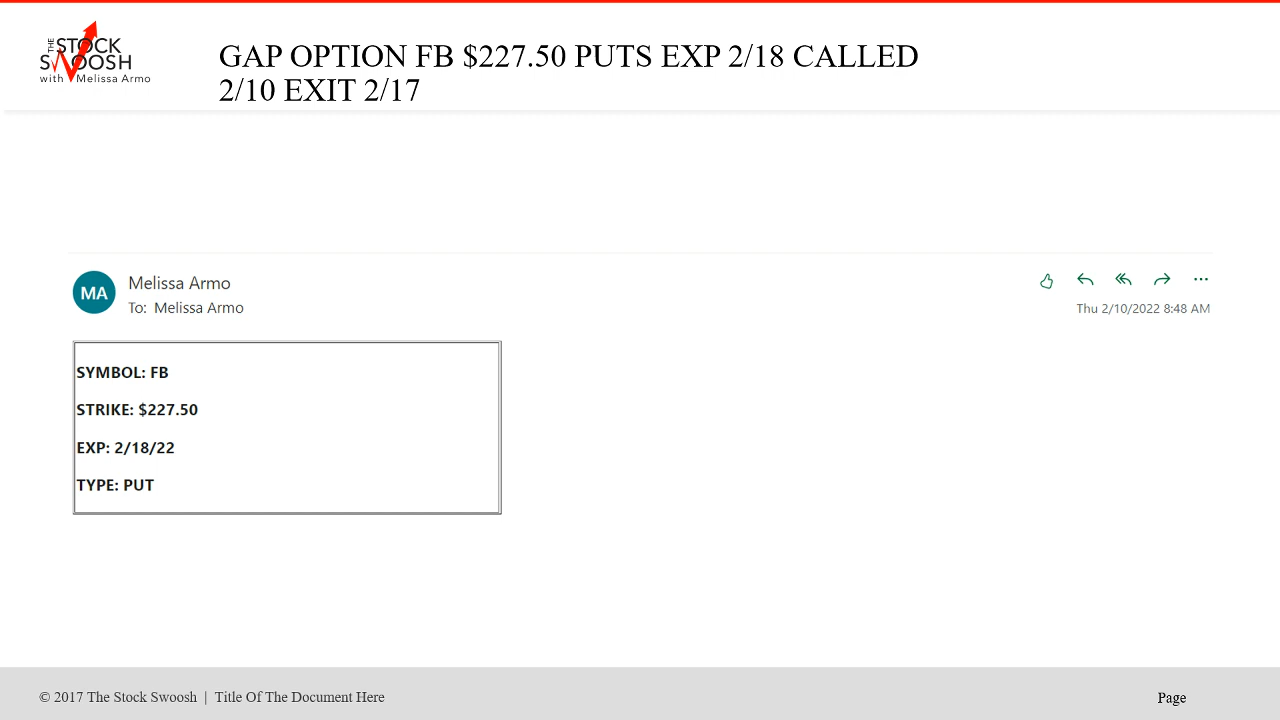 THE
STOCK
SWOOSH
with Melissa Armo
GAP OPTION FB $227.50 PUTS EXP 2/18 CALLED
2/10 EXIT 2/17
MA
Melissa Armo
To: Melissa Armo
Thu 2/10/2022 8:48 AM
SYMBOL: FB
STRIKE: $227.50
EXP: 2/18/22
TYPE: PUT
© 2017 The Stock Swoosh | Title Of The Document Here
Page